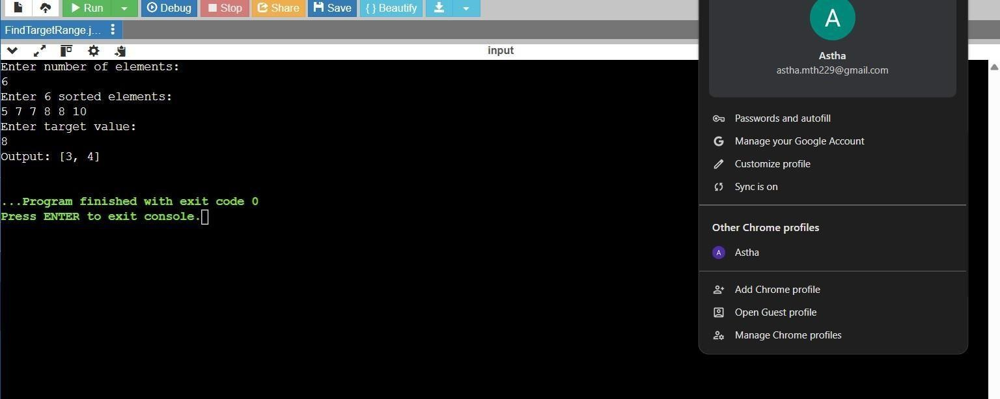 Run
Debug
Stop
Share
Save
{ } Beautify
FindTargetRange.j...
input
Enter number of elements:
6
Enter 6 sorted elements:
5 7 7 8 8 10
Enter target value:
8
Output: [3, 4]
...Program finished with exit code 0
Press ENTER to exit console.
A
Astha
astha.mth229@gmail.com
Passwords and autofill
G Manage your Google Account
Customize profile
Sync is on
Other Chrome profiles
A Astha
Add Chrome profile
Open Guest profile
Manage Chrome profiles